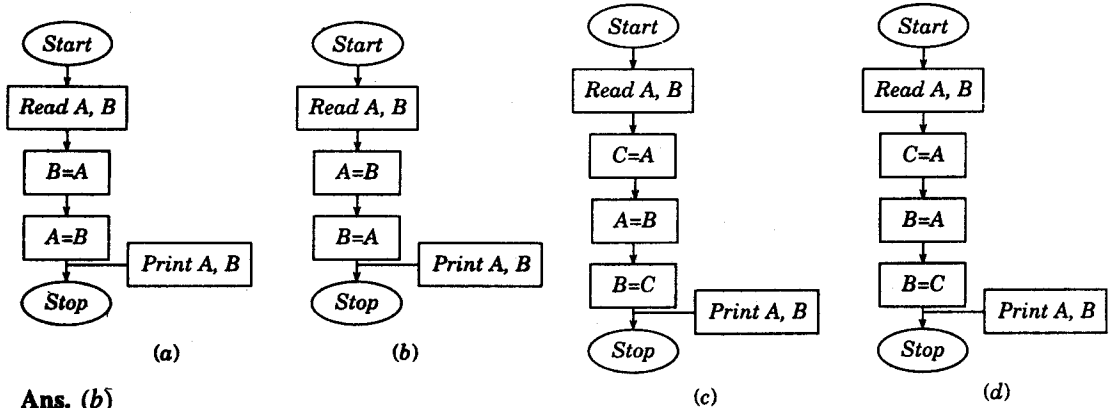 Start
Read A, B
B=A
A=B
Print A, B
Stop
(a)
Start
Read A, B
A=B
B=A
Print A, B
Stop
(b)
Start
Read A, B
C=A
A=B
B=C
Print A, B
Stop
(c)
Start
Read A, B
C=A
B=A
B=C
Print A, B
Stop
(d)
Ans. (b)